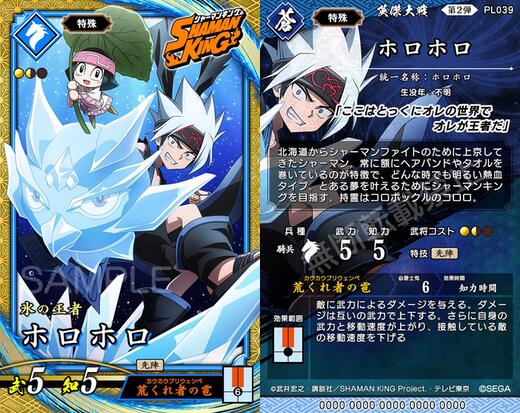 特殊
シャーマンキング
SHAMAN KING
SAMPLE
氷の王者
ホロホロ
先陣
武5 知5
カウカウプリウェンペ
荒くれ者の雹
6
蒼
特殊
英傑大戦
第2弾
PL039
ホロホロ
統一名称:ホロホロ
生没年:不明
「ここはとっくにオレの世界で
オレが王者だ」
北海道からシャーマンファイトのために上京して
きたシャーマン。常に額にヘアバンドやタオルを
巻いているのが特徴で、どんな時でも明るい熱血
タイプ。とある夢を叶えるためにシャーマンキン
グを目指す。持霊はコロポックルのコロロ。
兵種 武力 知力 武将コスト
騎兵 5 5 特技 先陣
カウカウプリウェンペ 必要士気 効果時間
荒くれ者の雹 6 知力時間
効果範囲
敵に武力によるダメージを与える。ダメー
ジは互いの武力で上下する。さらに自身の
武力と移動速度が上がり、接触している敵
の移動速度を下げる
©武井宏之・講談社/SHAMAN KING Project.・テレビ東京 ©SEGA
0000 0000 0000 0000 0000